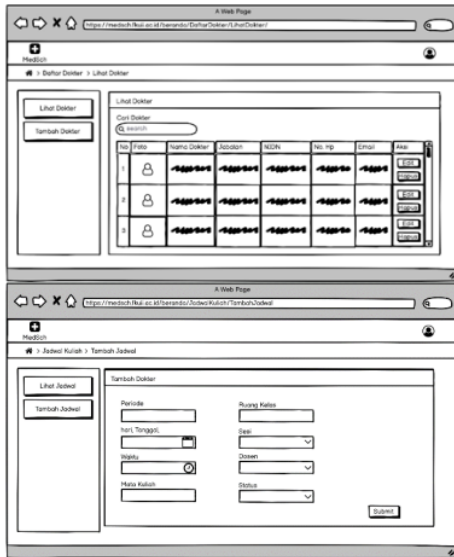 A Web Page
https://medsch.fkuii.ac.id/beranda/DaftarDokter/LihatDokter/
MedSch
> Daftar Dokter > Lihat Dokter
Lihat Dokter
Tambah Dokter
Lihat Dokter
Cari Dokter
search
No Foto Nama Dokter Jabatan NIDN No. Hp Email Aksi
1 Edit
Hapus
2 Edit
Hapus
3 Edit
Hapus
A Web Page
https://medsch.fkuii.ac.id/beranda/JadwalKuliah/TambahJadwal/
MedSch
> Jadwal Kuliah > Tambah Jadwal
Lihat Jadwal
Tambah Jadwal
Tambah Dokter
Periode Ruang Kelas
hari, Tanggal, Sesi
Waktu Dosen
Mata Kuliah Status
Submit